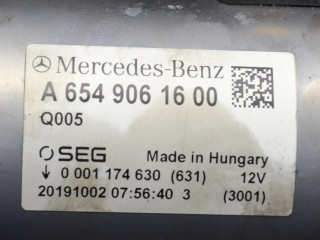 Mercedes-Benz
A 654 906 16 00
Q005
SEG Made in Hungary
0 001 174 630 (631) 12V
20191002 07:56:40 3 (3001)